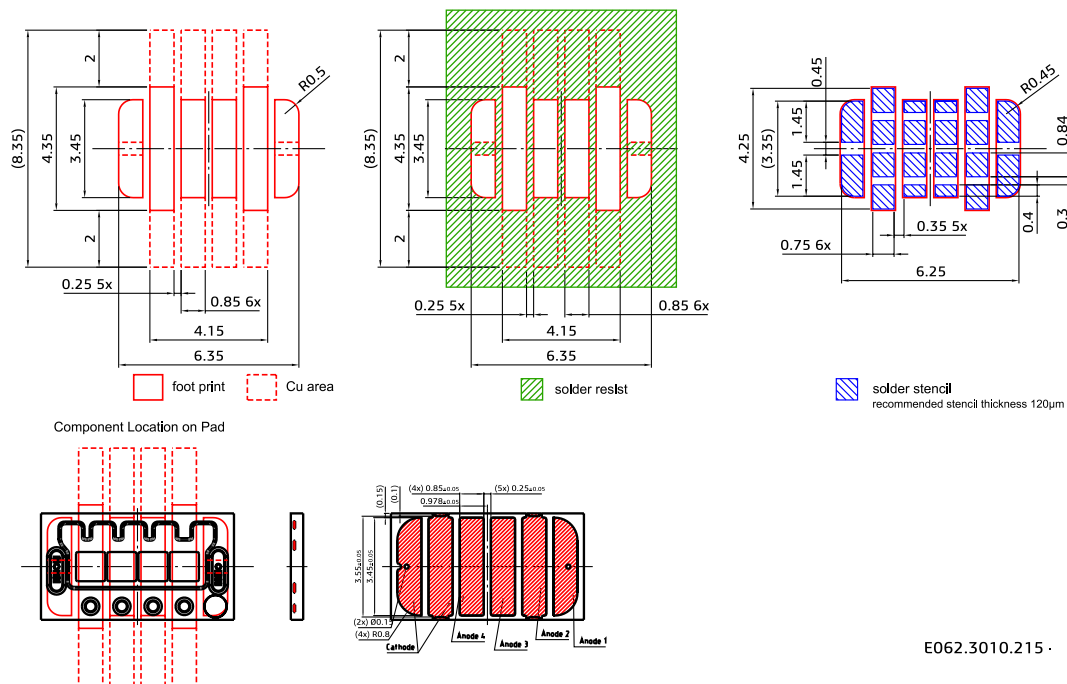 2
(8.35)
4.35
3.45
2
R0.5
0.25 5x
0.85 6x
4.15
6.35
foot print
Cu area
2
(8.35)
4.35
3.45
2
0.25 5x
0.85 6x
4.15
6.35
solder resist
0.45
R0.45
4.25
(3.35)
1.45
1.45
0.84
0.4
0.3
0.35 5x
0.75 6x
6.25
solder stencil
recommended stencil thickness 120µm
Component Location on Pad
(0.15)
(0.1)
(4x) 0.85±0.05
(5x) 0.25±0.05
0.978±0.05
3.55±0.05
3.45±0.05
(2x) Ø0.15
(4x) R0.8
Cathode
Anode 4
Anode 3
Anode 2
Anode 1
E062.3010.215 ·